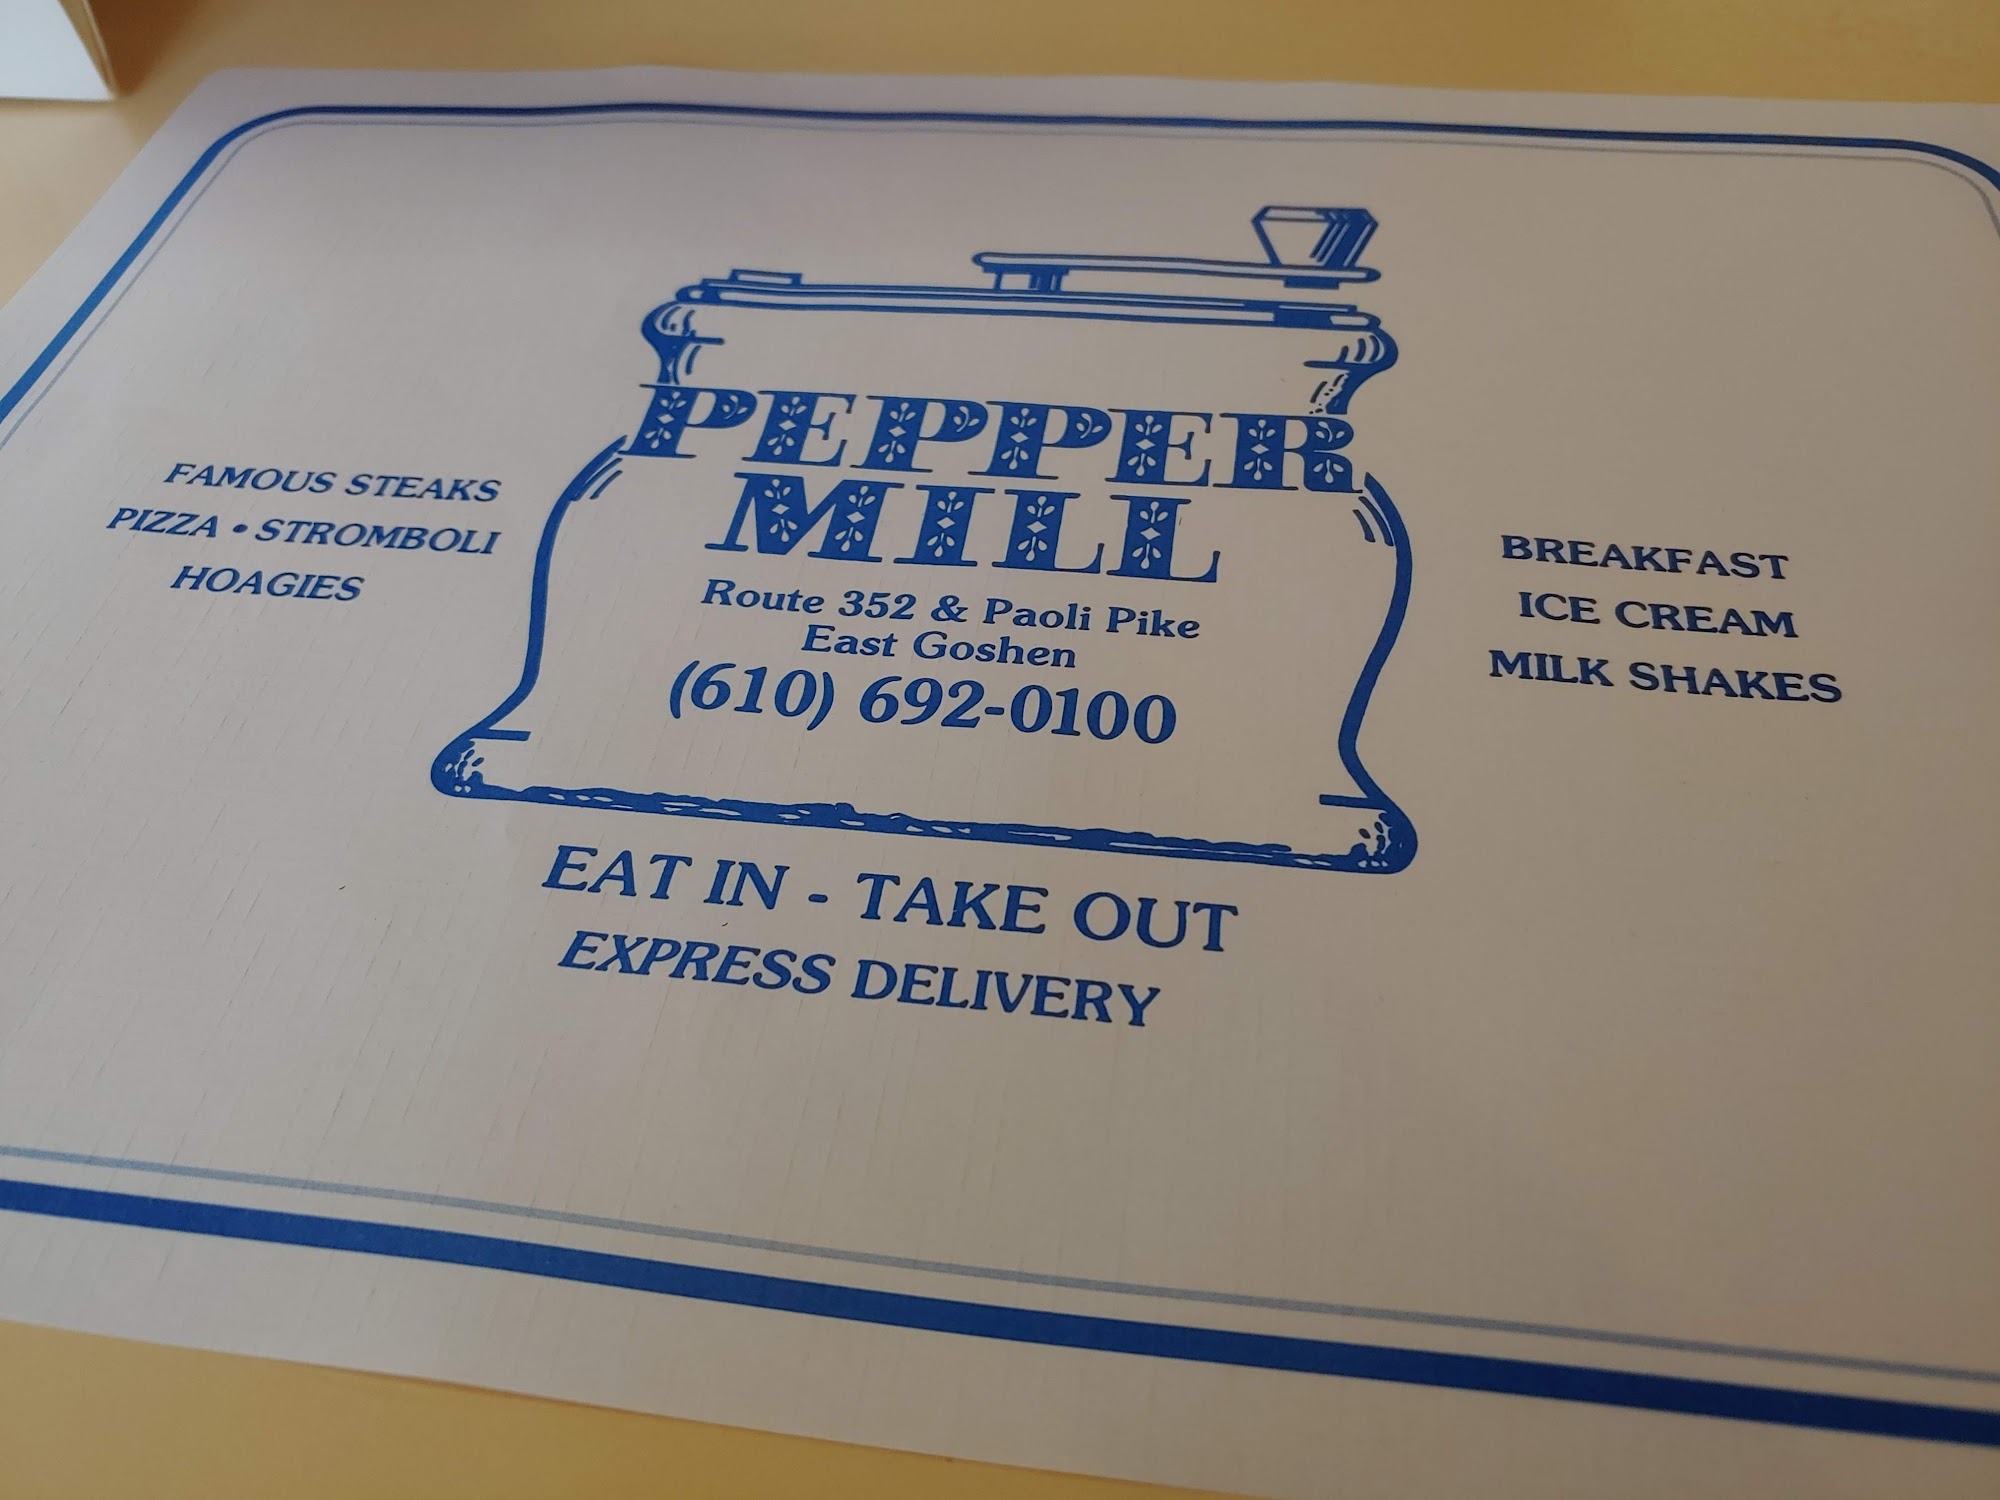 PEPPER
MILL
Route 352 & Paoli Pike
East Goshen
(610) 692-0100
FAMOUS STEAKS
PIZZA • STROMBOLI
HOAGIES
BREAKFAST
ICE CREAM
MILK SHAKES
EAT IN - TAKE OUT
EXPRESS DELIVERY